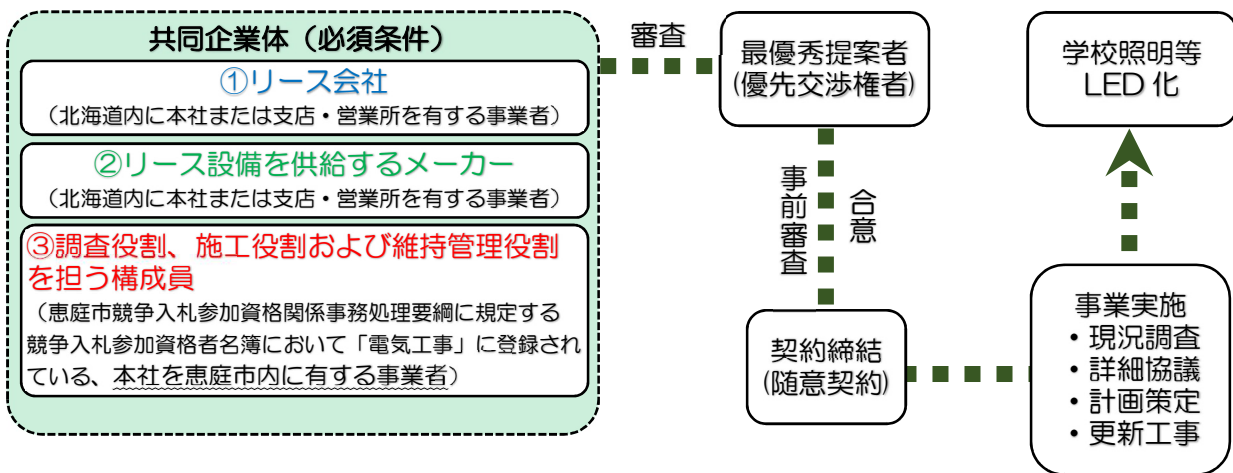 共同企業体（必須条件）
①リース会社
（北海道内に本社または支店・営業所を有する事業者）
②リース設備を供給するメーカー
（北海道内に本社または支店・営業所を有する事業者）
③調査役割、施工役割および維持管理役割
を担う構成員
（恵庭市競争入札参加資格関係事務処理要綱に規定する
競争入札参加資格者名簿において「電気工事」に登録され
ている、本社を恵庭市内に有する事業者）
審査
最優秀提案者
(優先交渉権者)
事前審査
合意
契約締結
(随意契約)
事業実施
・現況調査
・詳細協議
・計画策定
・更新工事
学校照明等
LED 化